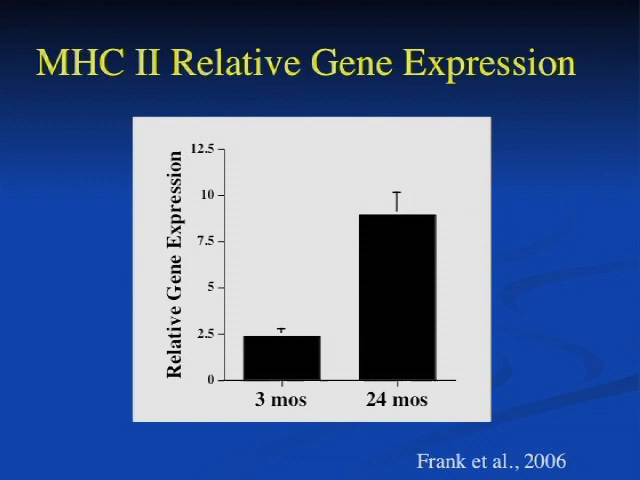 MHC II Relative Gene Expression
Relative Gene Expression
12.5
10
7.5
5
2.5
0
3 mos 24 mos
Frank et al., 2006